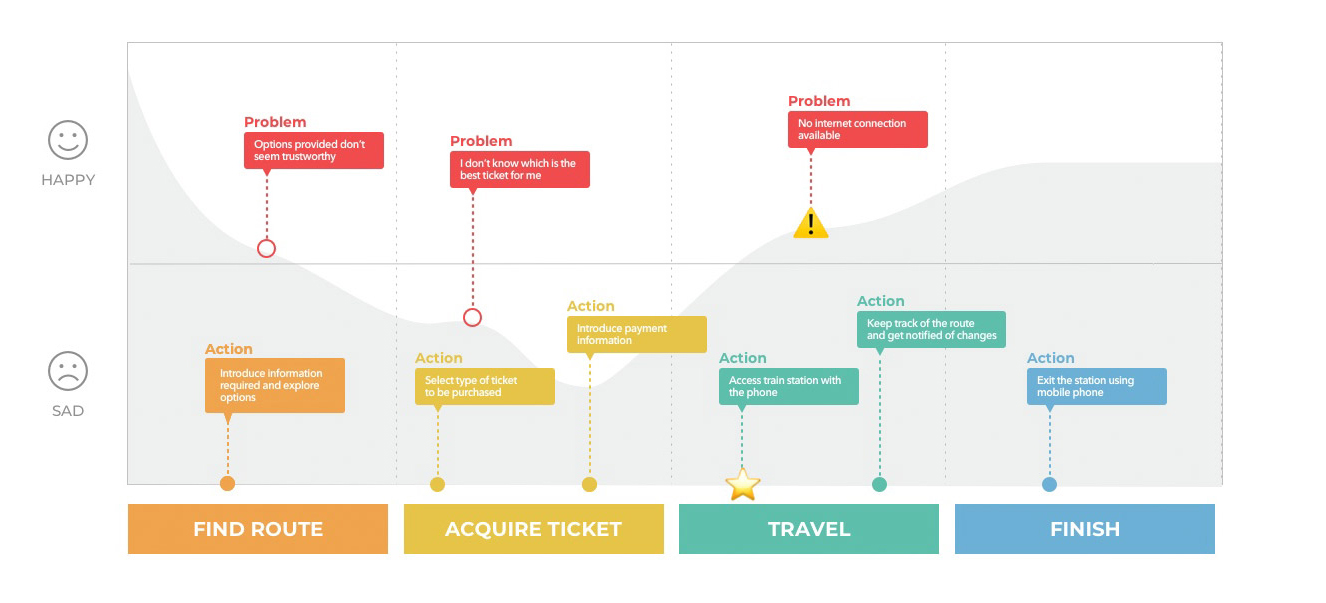 HAPPY
SAD
Problem
Options provided don't
seem trustworthy
Problem
I don't know which is the
best ticket for me
Problem
No internet connection
available
Action
Introduce information
required and explore
options
Action
Select type of ticket
to be purchased
Action
Introduce payment
information
Action
Access train station with
the phone
Action
Keep track of the route
and get notified of changes
Action
Exit the station using
mobile phone
FIND ROUTE
ACQUIRE TICKET
TRAVEL
FINISH